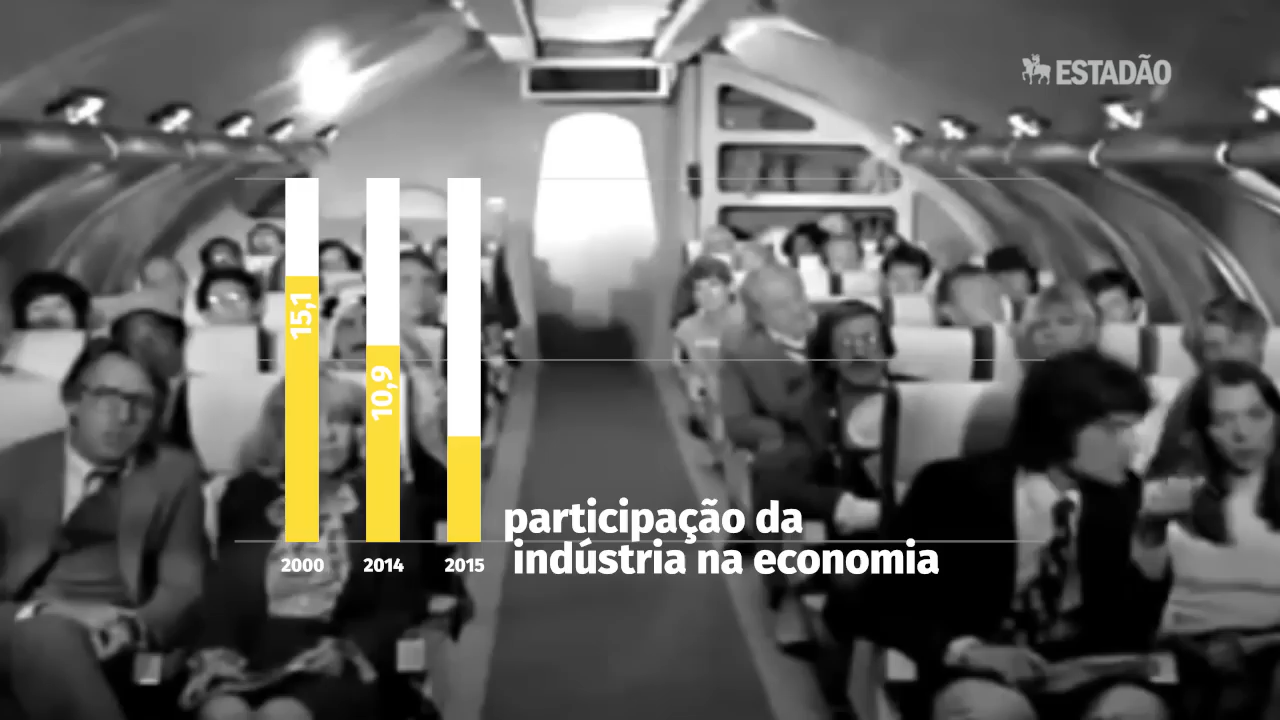 ESTADÃO
15,1
10,9
2000 2014 2015
participação da
indústria na economia